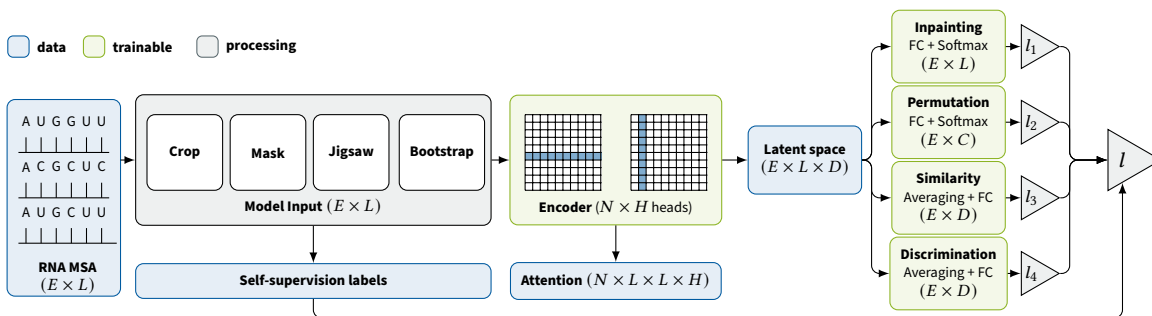 data
trainable
processing
A U G G U U
A C G C U C
A U G C U U
RNA MSA
(E × L)
Crop
Mask
Jigsaw
Bootstrap
Model Input (E × L)
Self-supervision labels
Encoder (N × H heads)
Attention (N × L × L × H)
Latent space
(E × L × D)
Inpainting
FC + Softmax
(E × L)
l₁
Permutation
FC + Softmax
(E × C)
l₂
Similarity
Averaging + FC
(E × D)
l₃
Discrimination
Averaging + FC
(E × D)
l₄
l